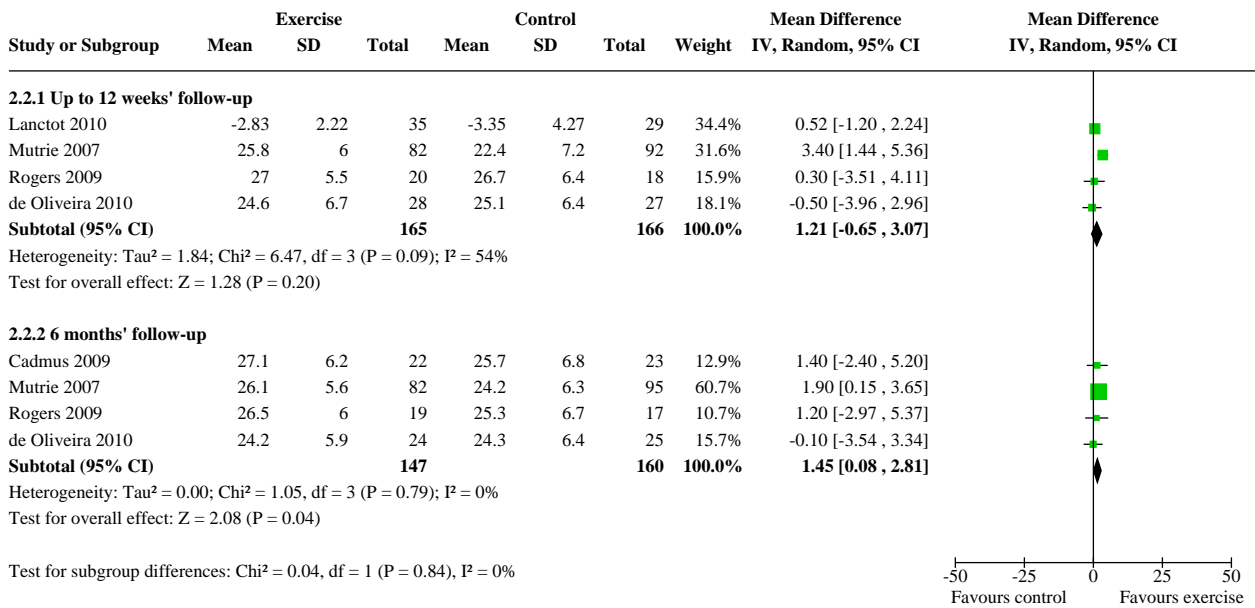 Exercise Control Mean Difference Mean Difference
Study or Subgroup Mean SD Total Mean SD Total Weight IV, Random, 95% CI IV, Random, 95% CI
2.2.1 Up to 12 weeks' follow-up
Lanctot 2010 -2.83 2.22 35 -3.35 4.27 29 34.4% 0.52 [-1.20 , 2.24]
Mutrie 2007 25.8 6 82 22.4 7.2 92 31.6% 3.40 [1.44 , 5.36]
Rogers 2009 27 5.5 20 26.7 6.4 18 15.9% 0.30 [-3.51 , 4.11]
de Oliveira 2010 24.6 6.7 28 25.1 6.4 27 18.1% -0.50 [-3.96 , 2.96]
Subtotal (95% CI) 165 166 100.0% 1.21 [-0.65 , 3.07]
Heterogeneity: Tau² = 1.84; Chi² = 6.47, df = 3 (P = 0.09); I² = 54%
Test for overall effect: Z = 1.28 (P = 0.20)
2.2.2 6 months' follow-up
Cadmus 2009 27.1 6.2 22 25.7 6.8 23 12.9% 1.40 [-2.40 , 5.20]
Mutrie 2007 26.1 5.6 82 24.2 6.3 95 60.7% 1.90 [0.15 , 3.65]
Rogers 2009 26.5 6 19 25.3 6.7 17 10.7% 1.20 [-2.97 , 5.37]
de Oliveira 2010 24.2 5.9 24 24.3 6.4 25 15.7% -0.10 [-3.54 , 3.34]
Subtotal (95% CI) 147 160 100.0% 1.45 [0.08 , 2.81]
Heterogeneity: Tau² = 0.00; Chi² = 1.05, df = 3 (P = 0.79); I² = 0%
Test for overall effect: Z = 2.08 (P = 0.04)
Test for subgroup differences: Chi² = 0.04, df = 1 (P = 0.84), I² = 0%
-50 -25 0 25 50
Favours control Favours exercise